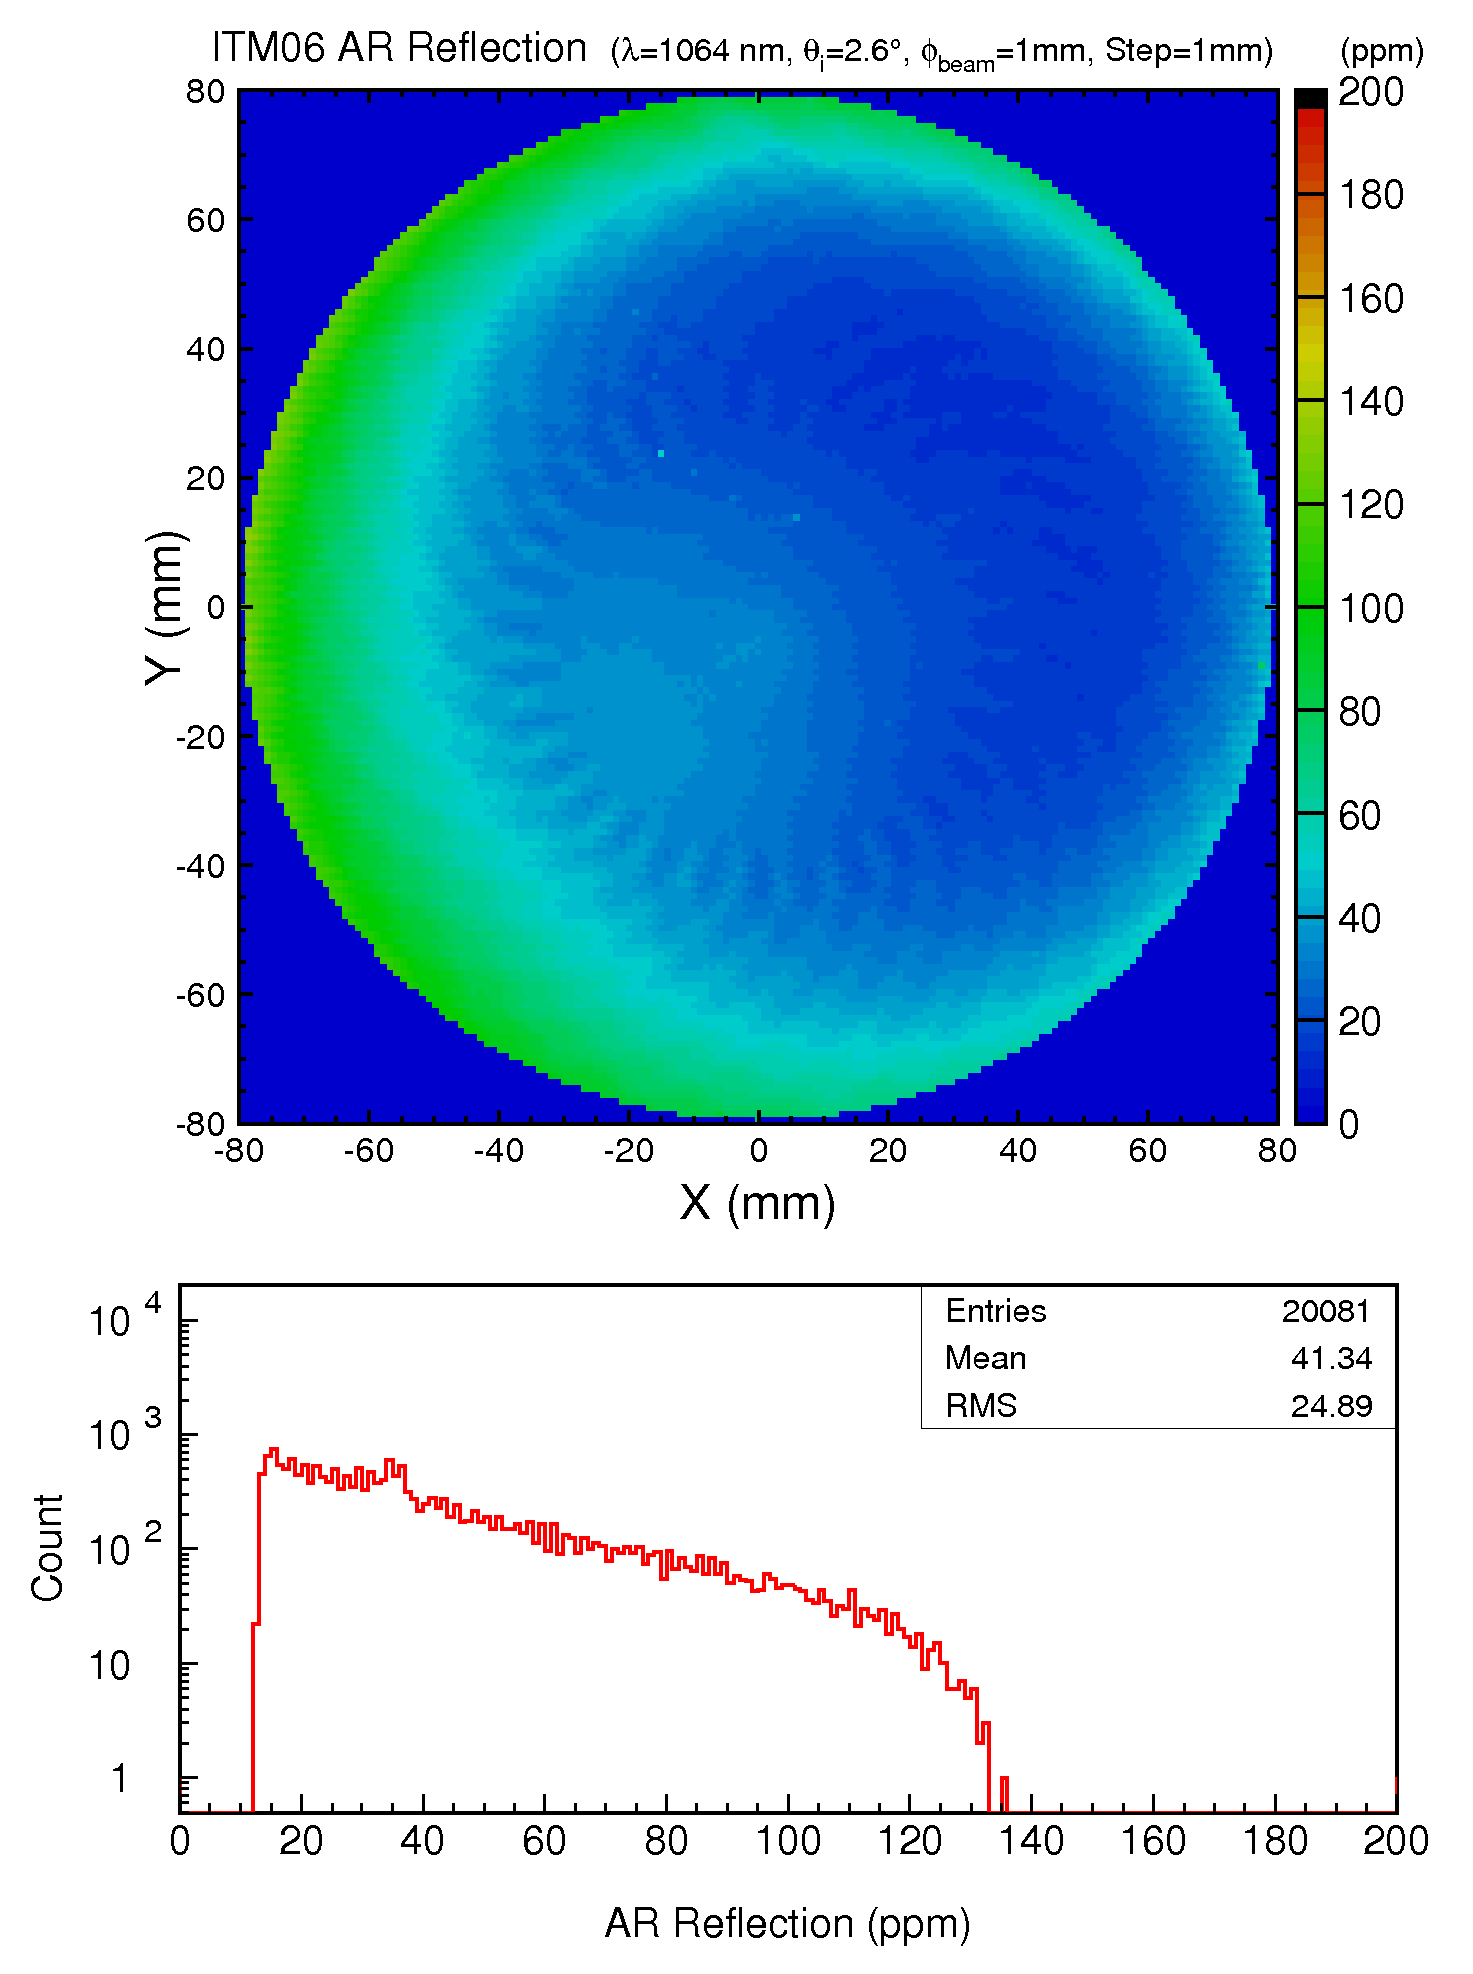 ITM06 AR Reflection (λ=1064 nm, θi=2.6°, ϕbeam=1mm, Step=1mm) (ppm)
80
60
40
20
0
-20
-40
-60
-80
Y (mm)
-80 -60 -40 -20 0 20 40 60 80
X (mm)
200
180
160
140
120
100
80
60
40
20
0
Entries 20081
Mean 41.34
RMS 24.89
10 4
10 3
10 2
10
1
Count
0 20 40 60 80 100 120 140 160 180 200
AR Reflection (ppm)